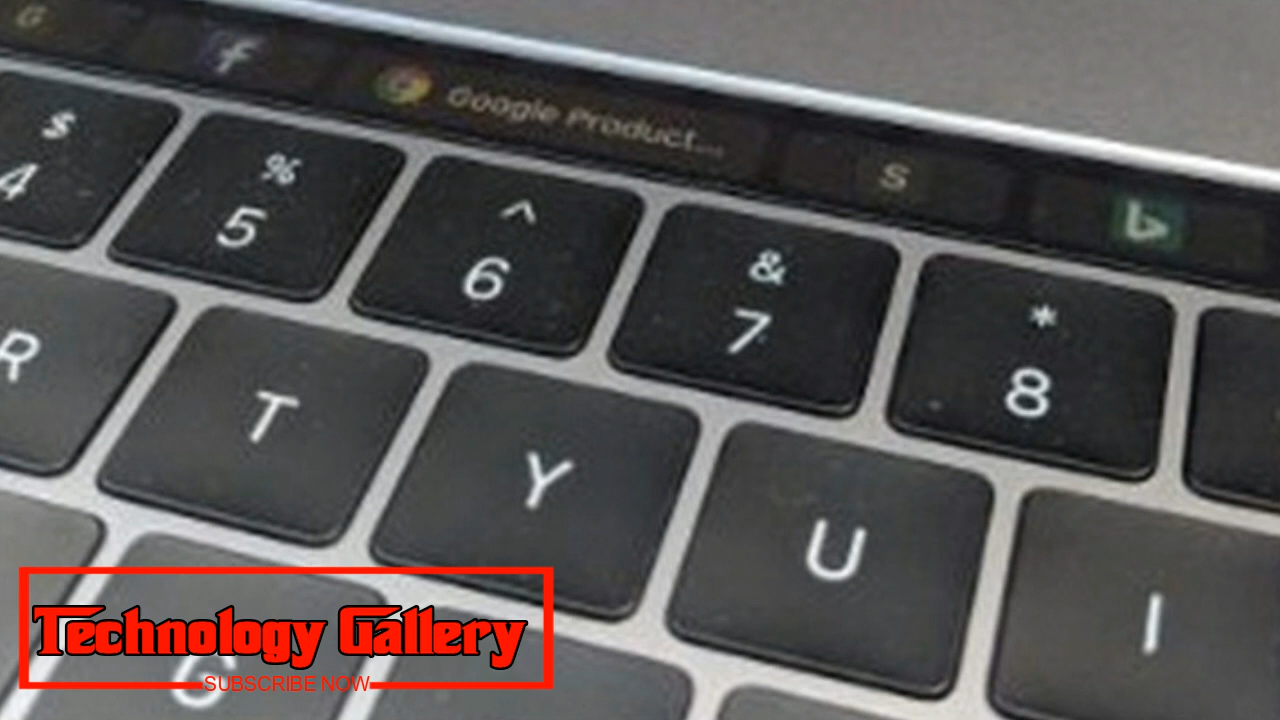 G f Google Product... S b
$ % ^ & *
4 5 6 7 8
R T Y U I
G
Technology Gallery
SUBSCRIBE NOW